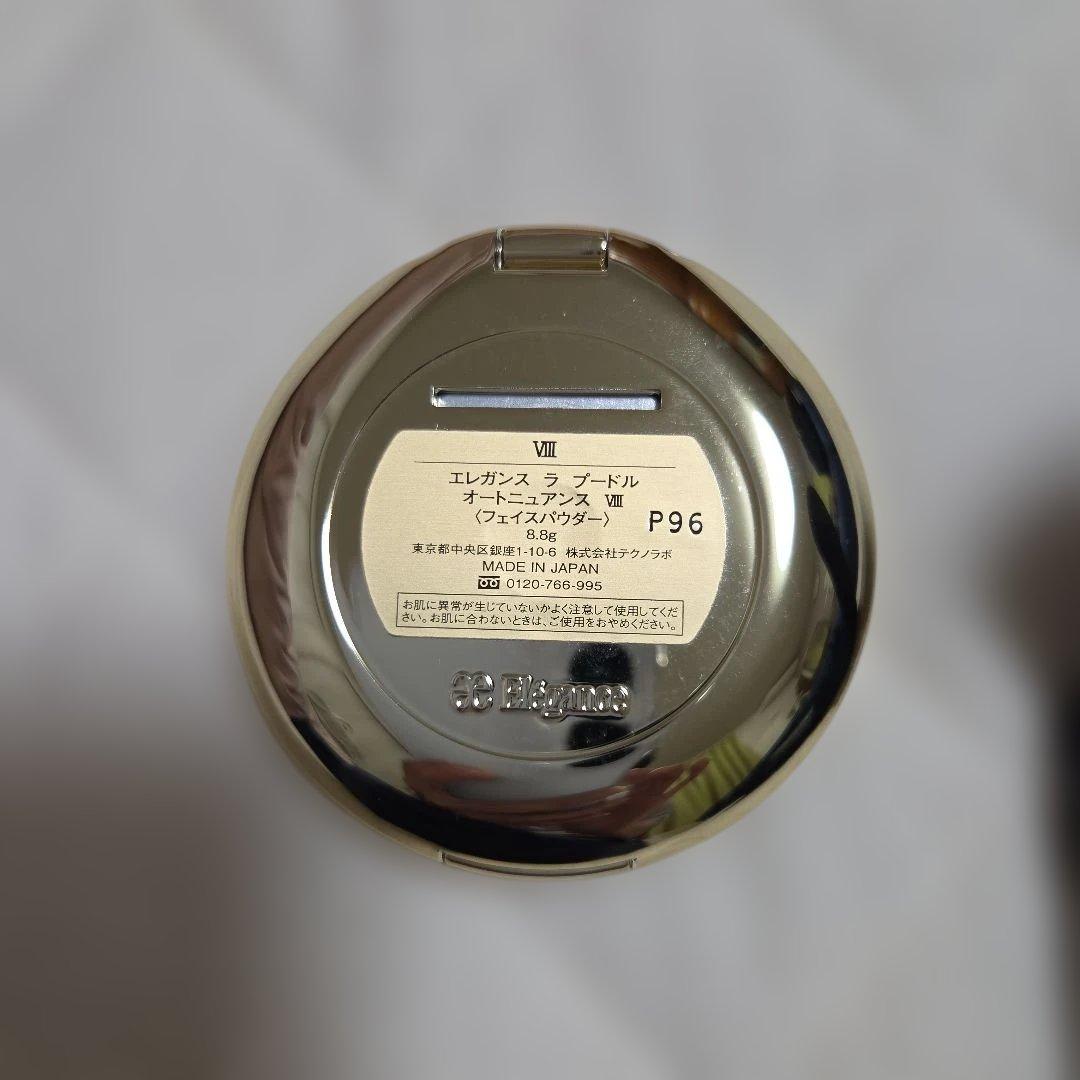 Ⅷ
エレガンス ラ プードル
オートニュアンス Ⅷ
〈フェイスパウダー〉
P96
8.8g
東京都中央区銀座1-10-6 株式会社テクノラボ
MADE IN JAPAN
0120-766-995
お肌に異常が生じていないかよく注意して使用してくだ
さい。お肌に合わないときは、ご使用をおやめください。
Elégance